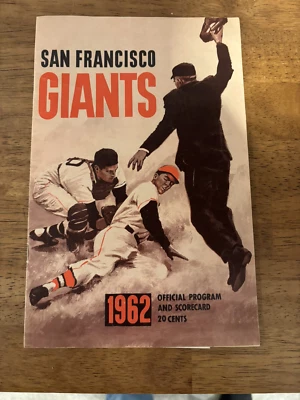 SAN FRANCISCO
GIANTS
1962
OFFICIAL PROGRAM
AND SCORECARD
20 CENTS